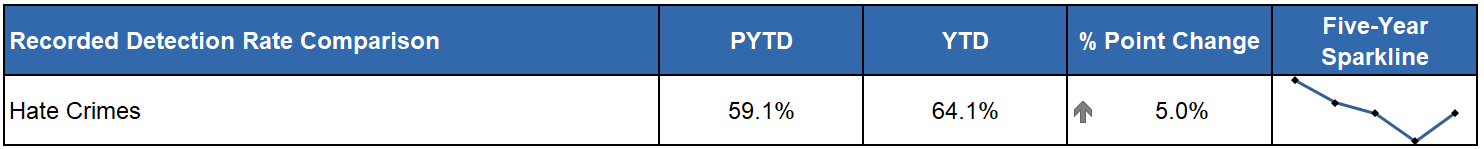 Recorded Detection Rate Comparison PYTD YTD % Point Change Five-Year Sparkline
Hate Crimes 59.1% 64.1% 5.0%